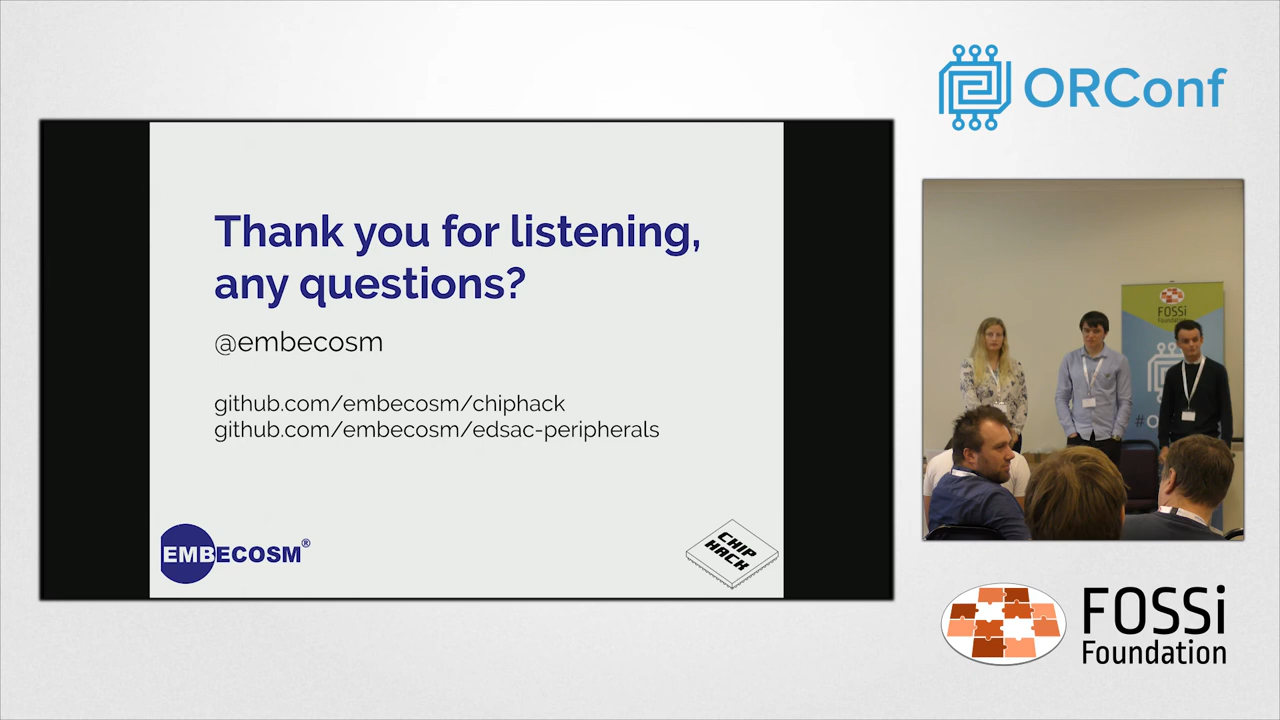 Thank you for listening,
any questions?
@embecosm
github.com/embecosm/chiphack
github.com/embecosm/edsac-peripherals
EMBECOSM®
CHIP
HACK
ORConf
FOSSi
Foundation
#O
FOSSi
Foundation